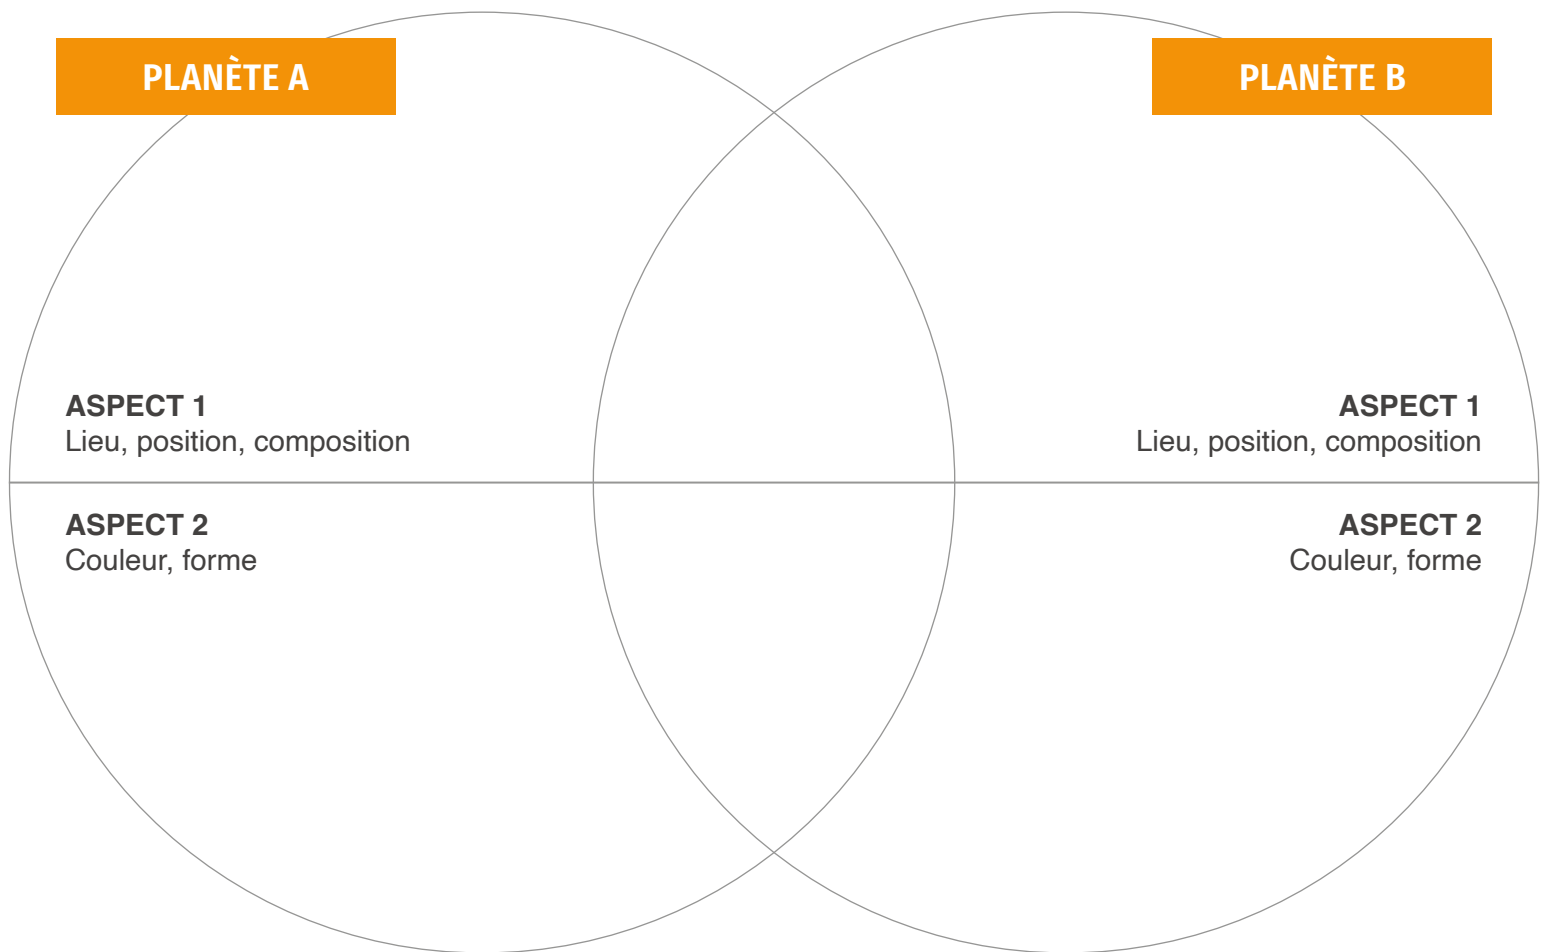 PLANÈTE A
PLANÈTE B
ASPECT 1
Lieu, position, composition
ASPECT 1
Lieu, position, composition
ASPECT 2
Couleur, forme
ASPECT 2
Couleur, forme